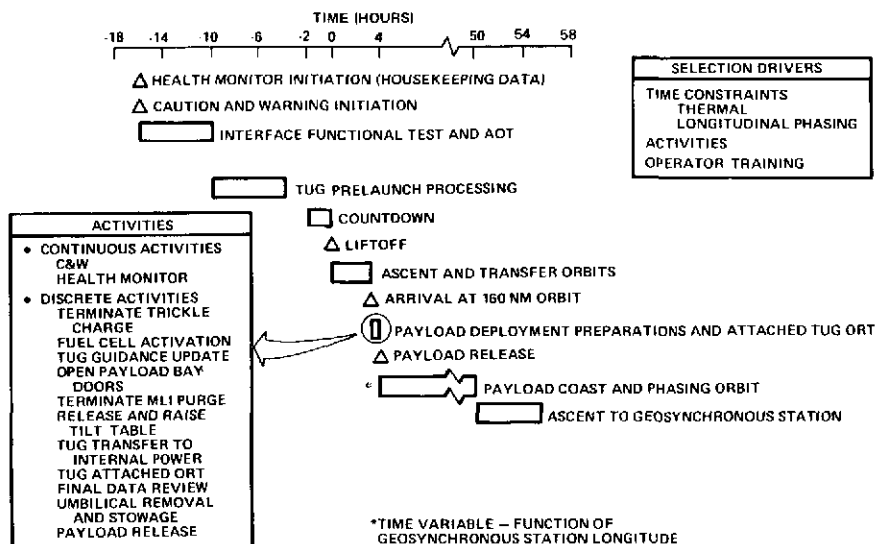 TIME (HOURS)
-18 -14 -10 -6 -2 0 4 50 54 58
HEALTH MONITOR INITIATION (HOUSEKEEPING DATA)
CAUTION AND WARNING INITIATION
INTERFACE FUNCTIONAL TEST AND AOT
TUG PRELAUNCH PROCESSING
COUNTDOWN
LIFTOFF
ASCENT AND TRANSFER ORBITS
ARRIVAL AT 160 NM ORBIT
PAYLOAD DEPLOYMENT PREPARATIONS AND ATTACHED TUG ORT
PAYLOAD RELEASE
* PAYLOAD COAST AND PHASING ORBIT
ASCENT TO GEOSYNCHRONOUS STATION
SELECTION DRIVERS
TIME CONSTRAINTS
THERMAL
LONGITUDINAL PHASING
ACTIVITIES
OPERATOR TRAINING
ACTIVITIES
• CONTINUOUS ACTIVITIES
C&W
HEALTH MONITOR
• DISCRETE ACTIVITIES
TERMINATE TRICKLE
CHARGE
FUEL CELL ACTIVATION
TUG GUIDANCE UPDATE
OPEN PAYLOAD BAY
DOORS
TERMINATE MLI PURGE
RELEASE AND RAISE
TILT TABLE
TUG TRANSFER TO
INTERNAL POWER
TUG ATTACHED ORT
FINAL DATA REVIEW
UMBILICAL REMOVAL
AND STOWAGE
PAYLOAD RELEASE
*TIME VARIABLE – FUNCTION OF
GEOSYNCHRONOUS STATION LONGITUDE